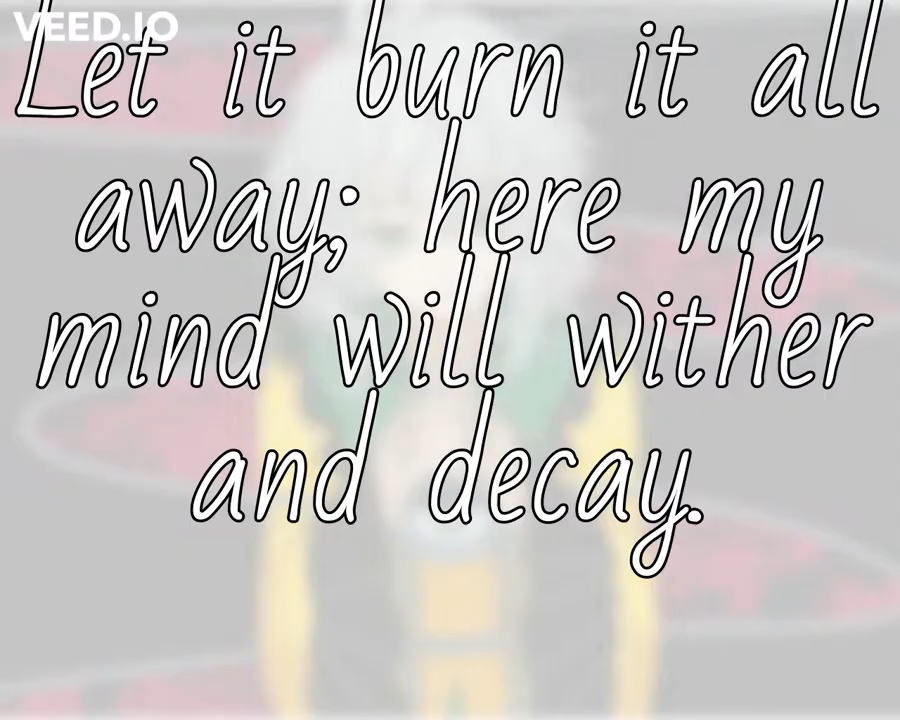 VEED.IO
Let it burn it all
away; here my
mind will wither
and decay.